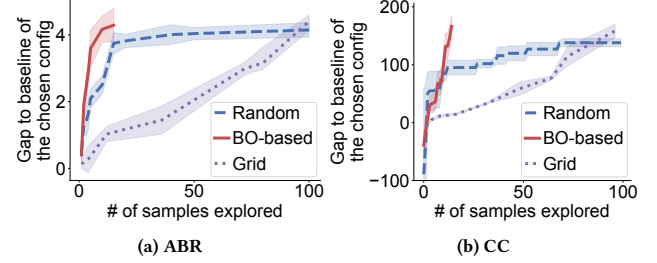 Gap to baseline of
the chosen config
4
2
0
Random
BO-based
Grid
0
50
100
# of samples explored
(a) ABR
Gap to baseline of
the chosen config
200
100
0
−100
Random
BO-based
Grid
0
50
100
# of samples explored
(b) CC